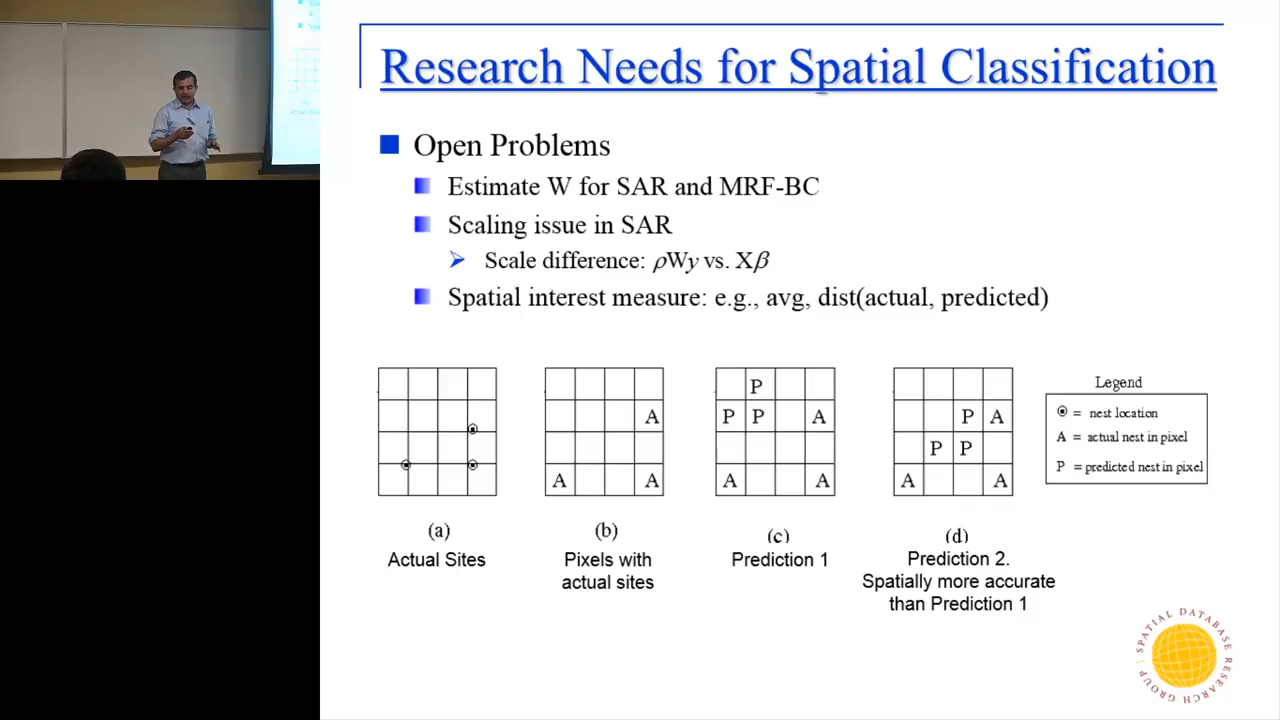 Research Needs for Spatial Classification
Open Problems
Estimate W for SAR and MRF-BC
Scaling issue in SAR
Scale difference: ρWy vs. Xβ
Spatial interest measure: e.g., avg, dist(actual, predicted)
A
A A
(a)
Actual Sites
(b)
Pixels with
actual sites
P
P P A
A A
(c)
Prediction 1
P A
P P
A A
(d)
Prediction 2.
Spatially more accurate
than Prediction 1
Legend
= nest location
A = actual nest in pixel
P = predicted nest in pixel
SPATIAL DATABASE RESEARCH GROUP